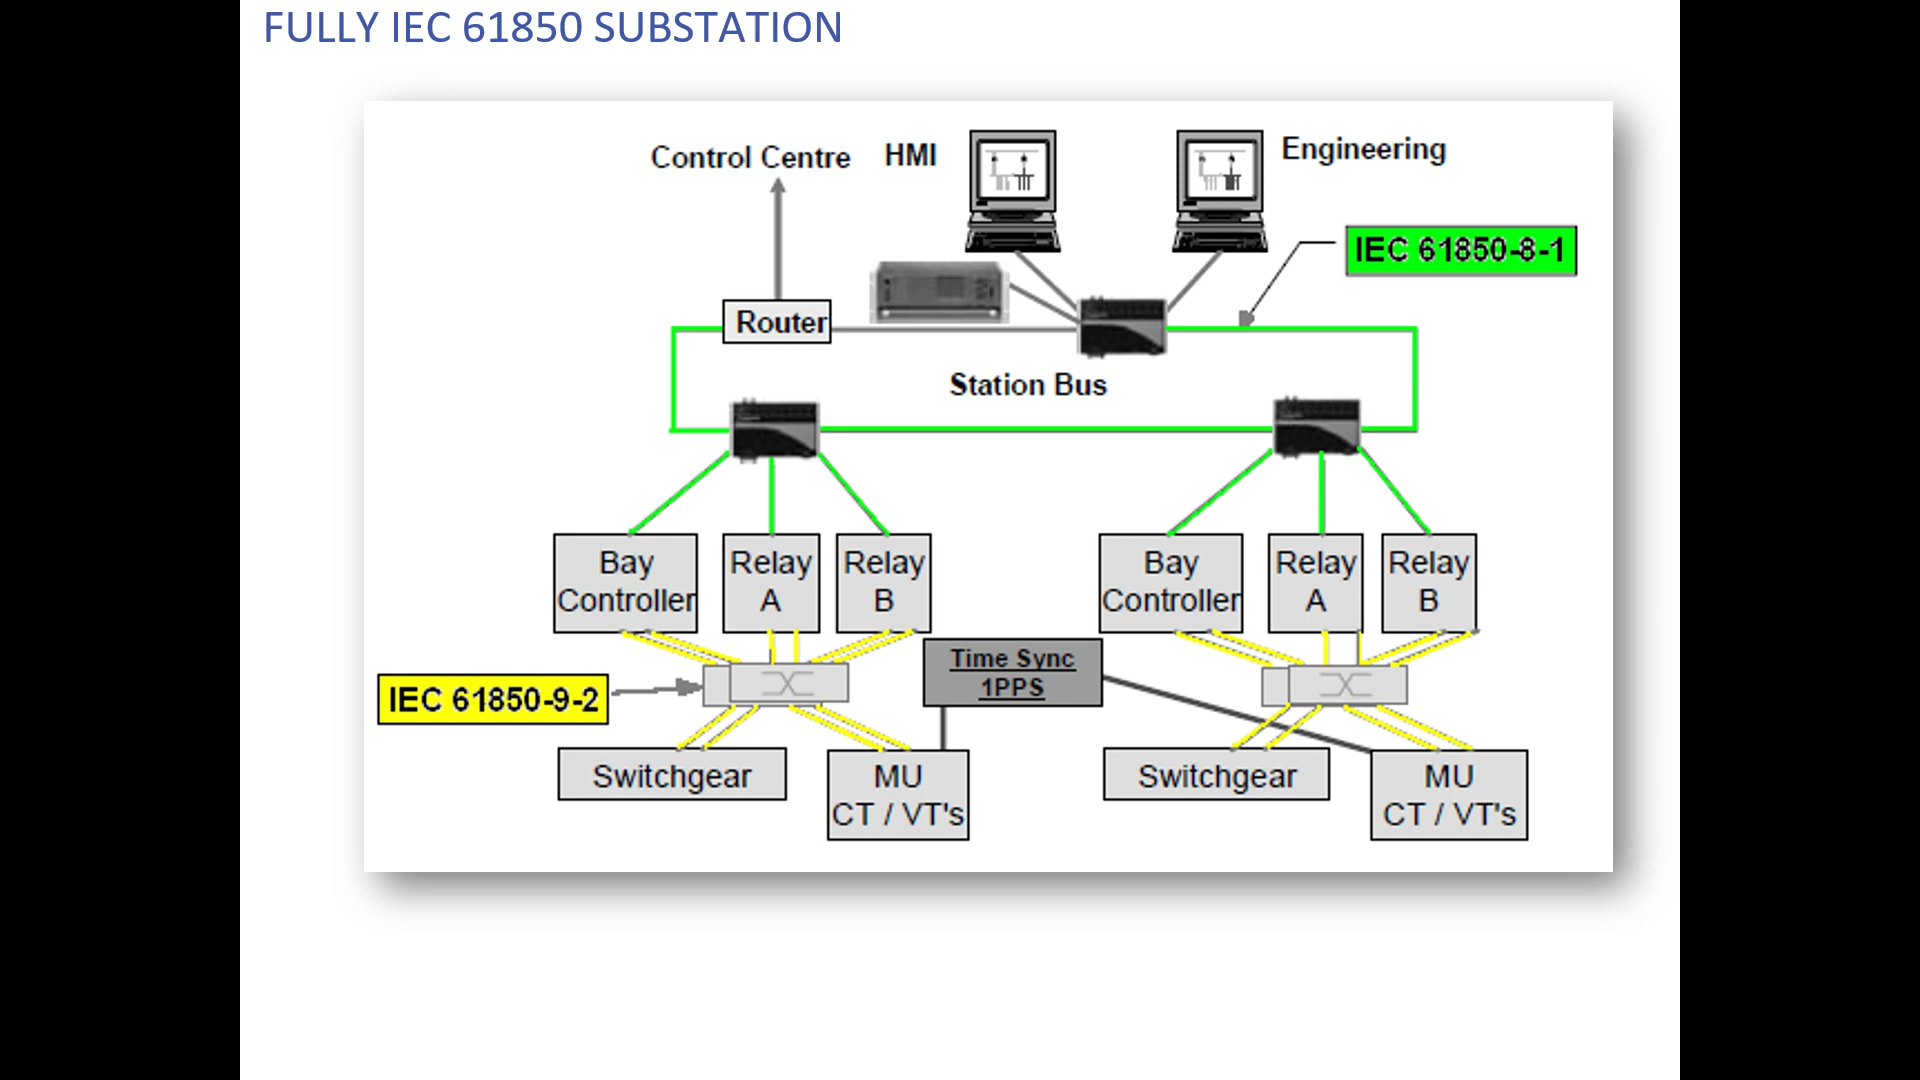 FULLY IEC 61850 SUBSTATION
Control Centre
HMI
Engineering
IEC 61850-8-1
Router
Station Bus
Bay
Controller
Relay
A
Relay
B
Bay
Controller
Relay
A
Relay
B
Time Sync
1PPS
IEC 61850-9-2
Switchgear
MU
CT / VT's
Switchgear
MU
CT / VT's